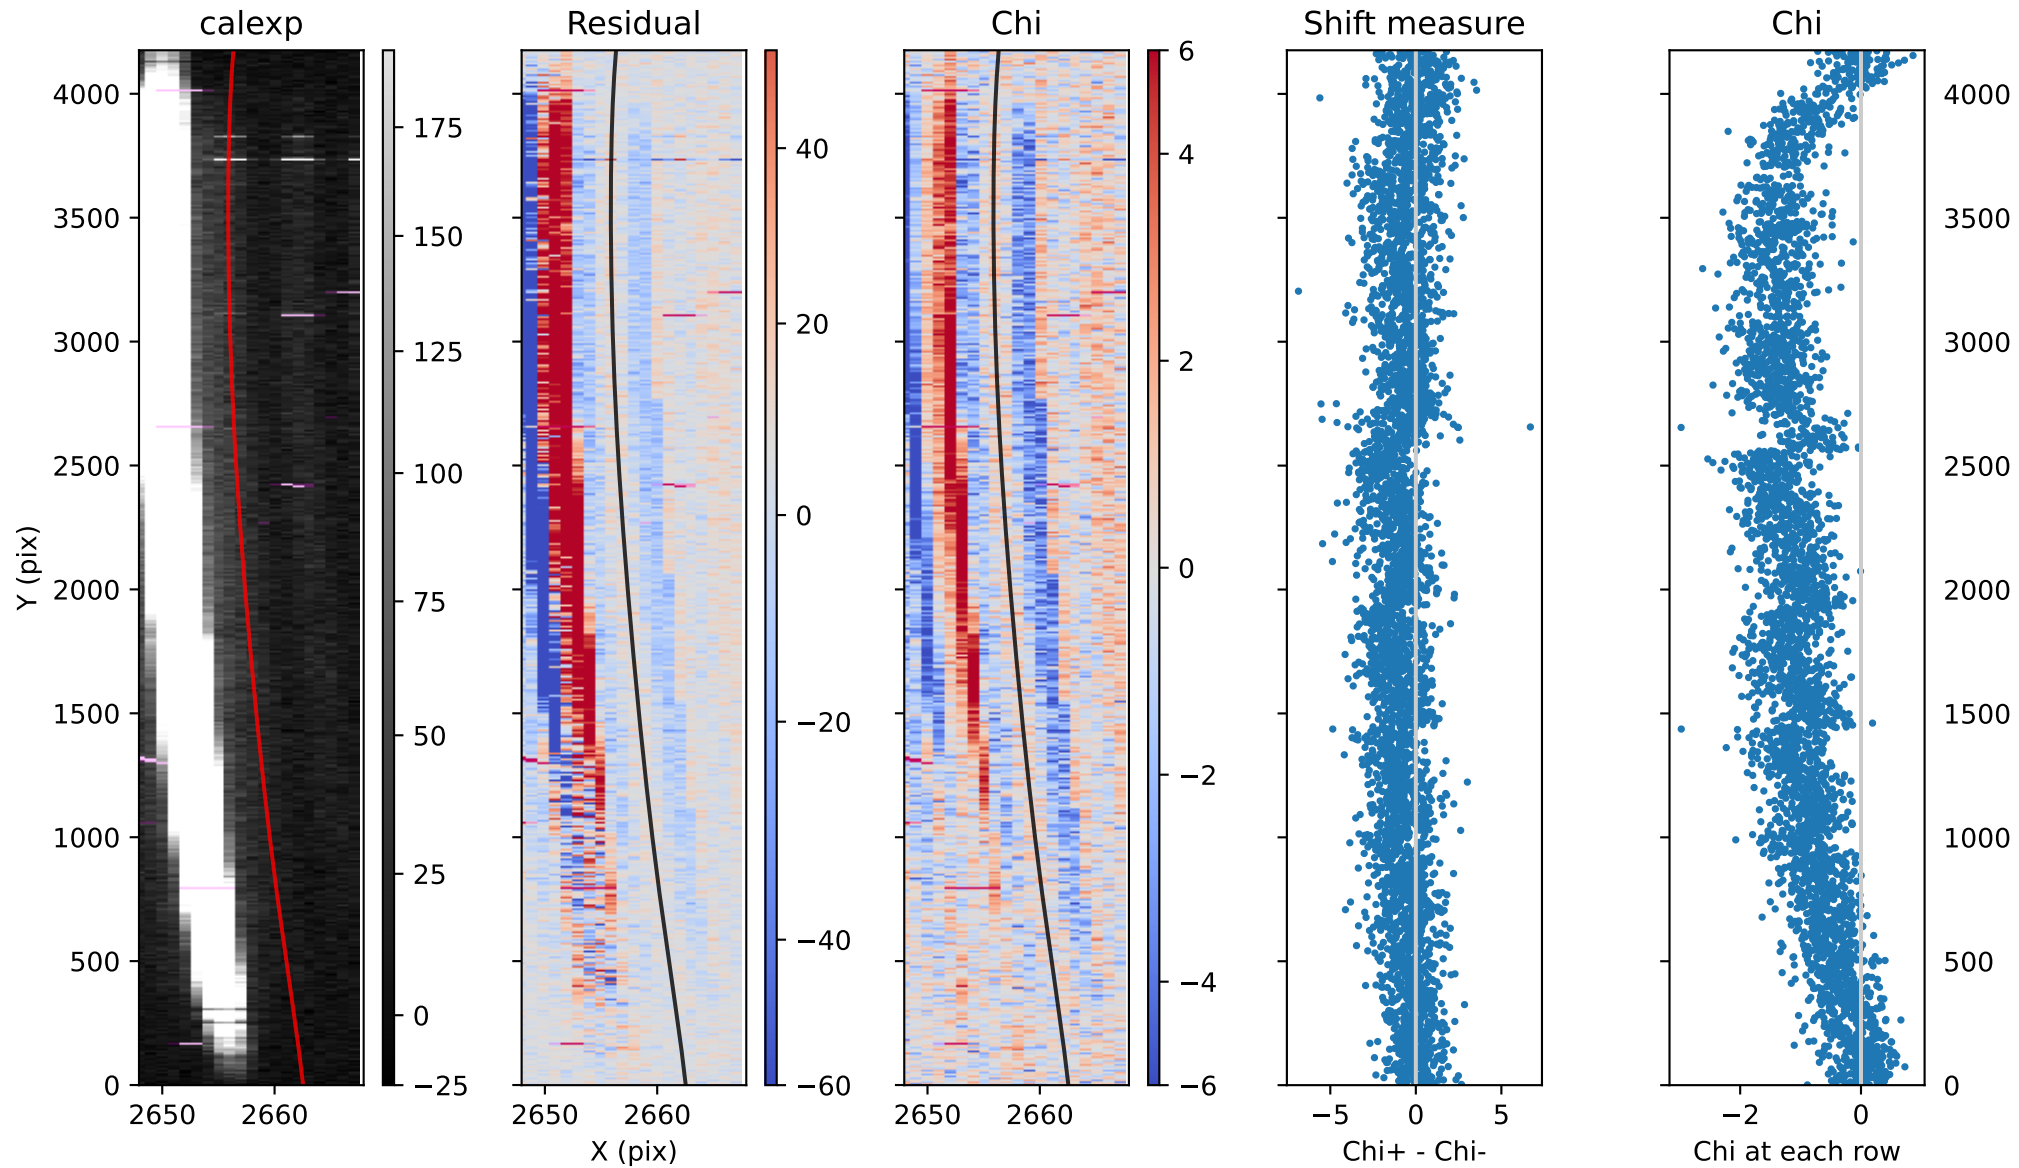 calexp Residual Chi Shift measure Chi
4000 175 40 6 4000
3500 150 4 3500
3000 125 20 2 3000
2500 100 0 0 2500
2000 75 2000
1500 50 −20 −2 1500
1000 25 −40 −4 1000
500 0 500
0 −25 −60 −6 0
Y (pix)
2650 2660 2650 2660 2650 2660 −5 0 5 −2 0
X (pix) Chi+ - Chi- Chi at each row